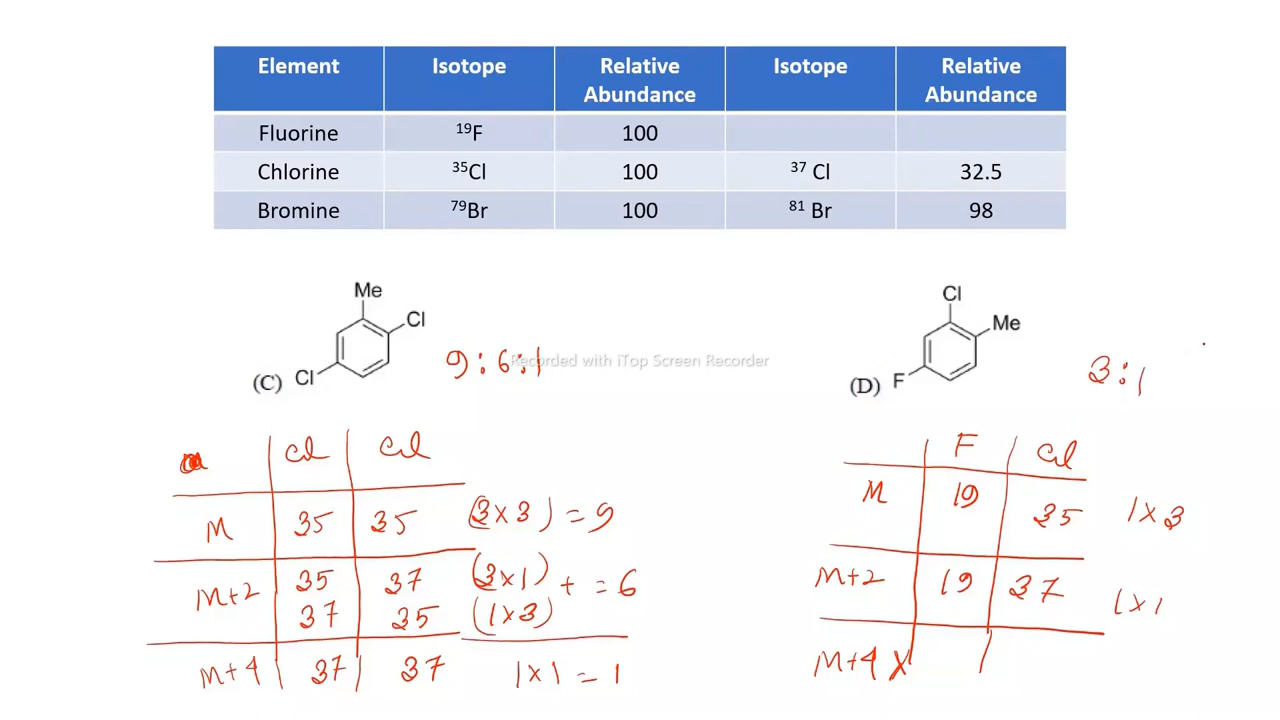 Element Isotope Relative Abundance Isotope Relative Abundance
Fluorine ¹⁹F 100
Chlorine ³⁵Cl 100 ³⁷ Cl 32.5
Bromine ⁷⁹Br 100 ⁸¹ Br 98
Me
Cl
Cl
(C)
9:6:1
Recorded with iTop Screen Recorder
Cl
Me
F
(D)
3:1
Cl Cl
M 35 35 (3×3) = 9
M+2 35 37 (3×1) + = 6
37 35 (1×3)
M+4 37 37 1×1 = 1
F Cl
M 19 35 1×3
M+2 19 37 1×1
M+4 X